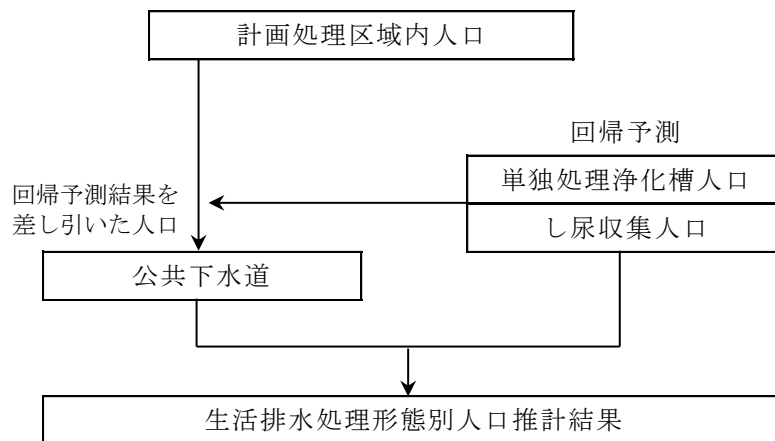 計画処理区域内人口
回帰予測
単独処理浄化槽人口
回帰予測結果を
差し引いた人口
し尿収集人口
公共下水道
生活排水処理形態別人口推計結果